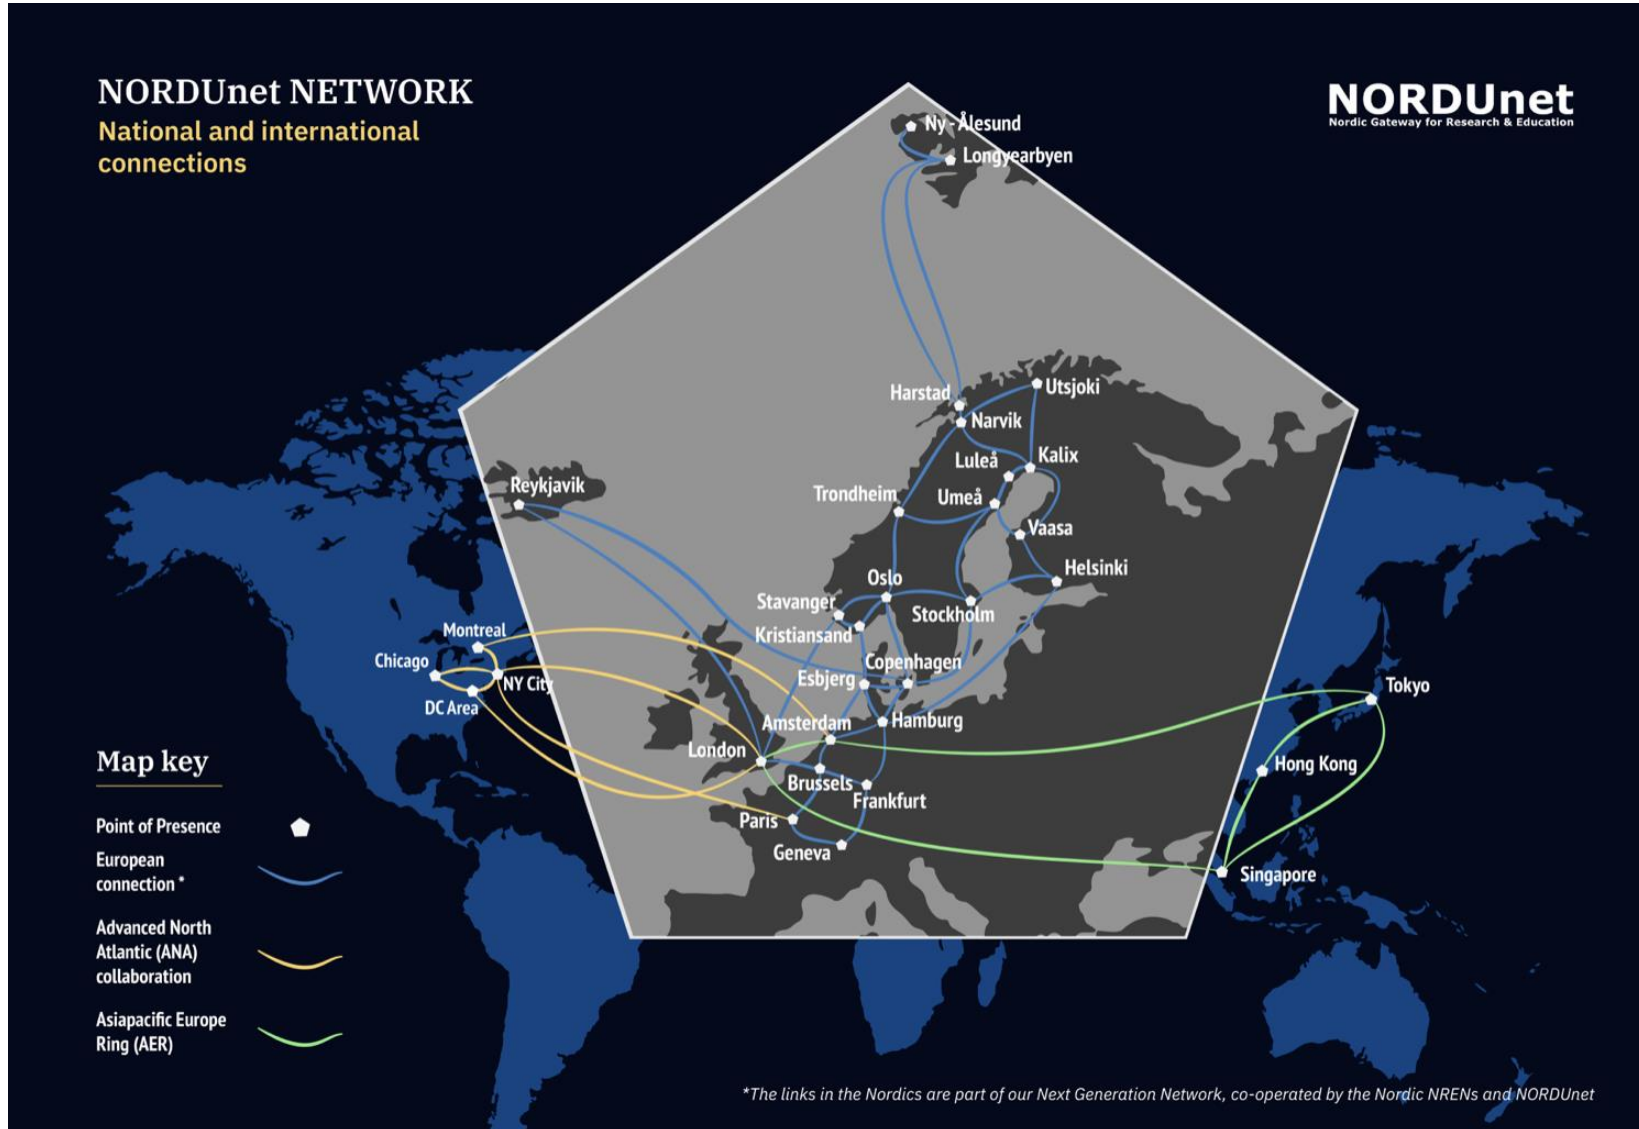 NORDUnet NETWORK
National and international
connections
NORDUnet
Nordic Gateway for Research & Education
Ny-Ålesund
Longyearbyen
Harstad
Utsjoki
Narvik
Luleå
Kalix
Reykjavik
Trondheim
Umeå
Vaasa
Helsinki
Oslo
Stavanger
Stockholm
Kristiansand
Montreal
Chicago
NY City
DC Area
Copenhagen
Esbjerg
Tokyo
Amsterdam
Hamburg
London
Hong Kong
Brussels
Frankfurt
Paris
Geneva
Singapore
Map key
Point of Presence
European
connection *
Advanced North
Atlantic (ANA)
collaboration
Asiapacific Europe
Ring (AER)
*The links in the Nordics are part of our Next Generation Network, co-operated by the Nordic NRENs and NORDUnet